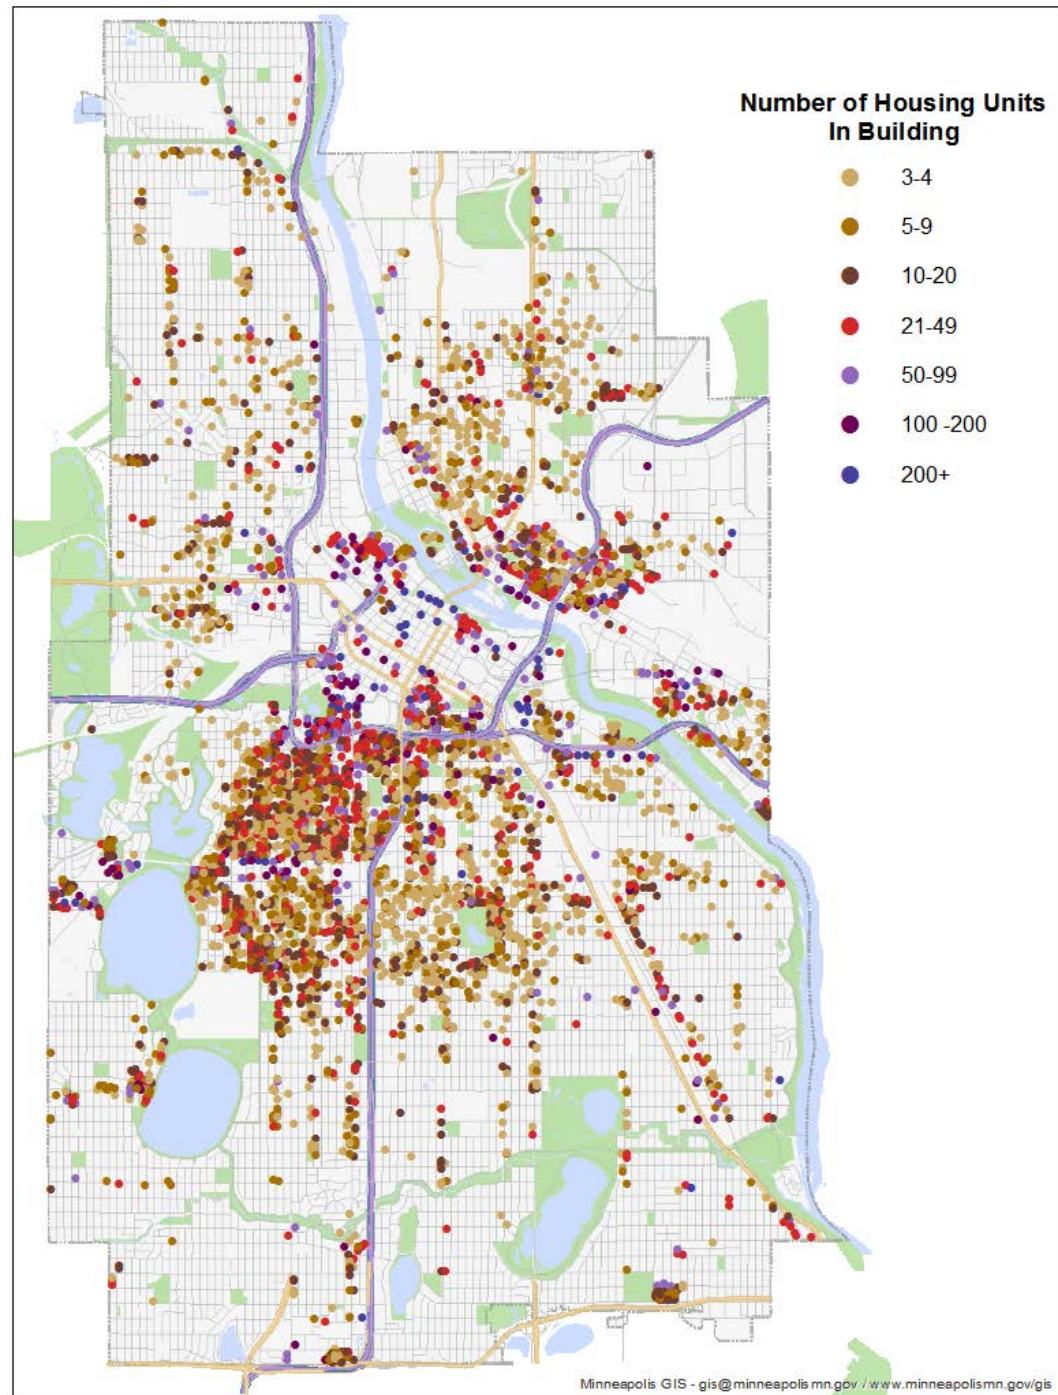 Number of Housing Units
In Building
3-4
5-9
10-20
21-49
50-99
100 -200
200+
Minneapolis GIS - gis@minneapolismn.gov / www.minneapolismn.gov/gis